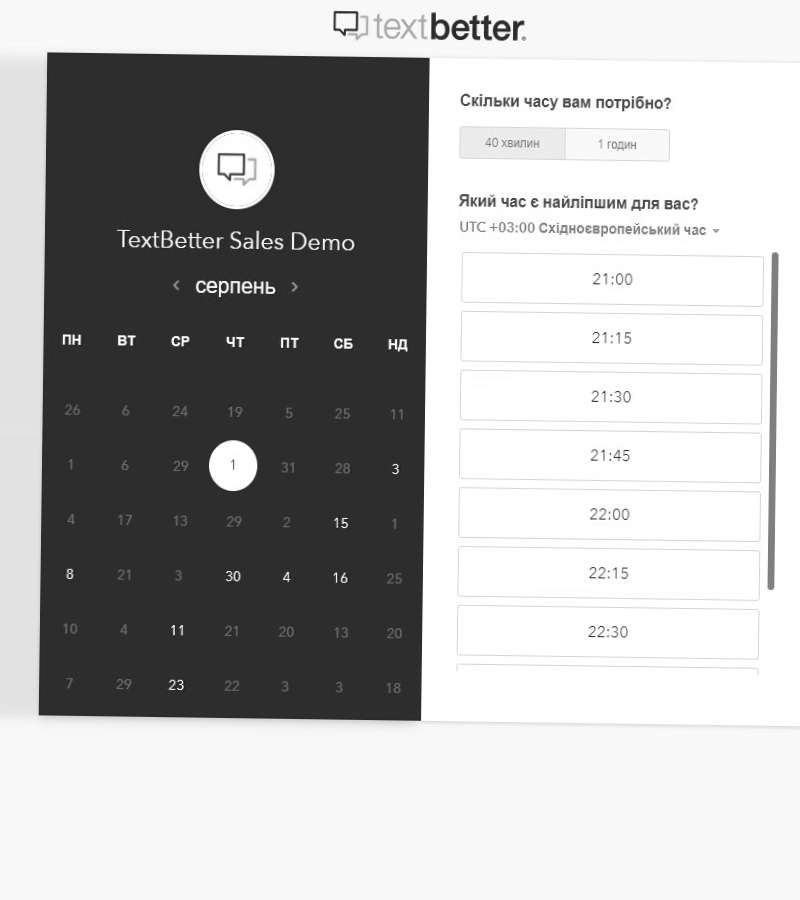 textbetter.
TextBetter Sales Demo
< серпень >
ПН ВТ СР ЧТ ПТ СБ НД
26 6 24 19 5 25 11
1 6 29 1 31 28 3
4 17 13 29 2 15 1
8 21 3 30 4 16 25
10 4 11 21 20 13 20
7 29 23 22 3 3 18
Скільки часу вам потрібно?
40 хвилин 1 годин
Який час є найліпшим для вас?
UTC +03:00 Східноєвропейський час
21:00
21:15
21:30
21:45
22:00
22:15
22:30